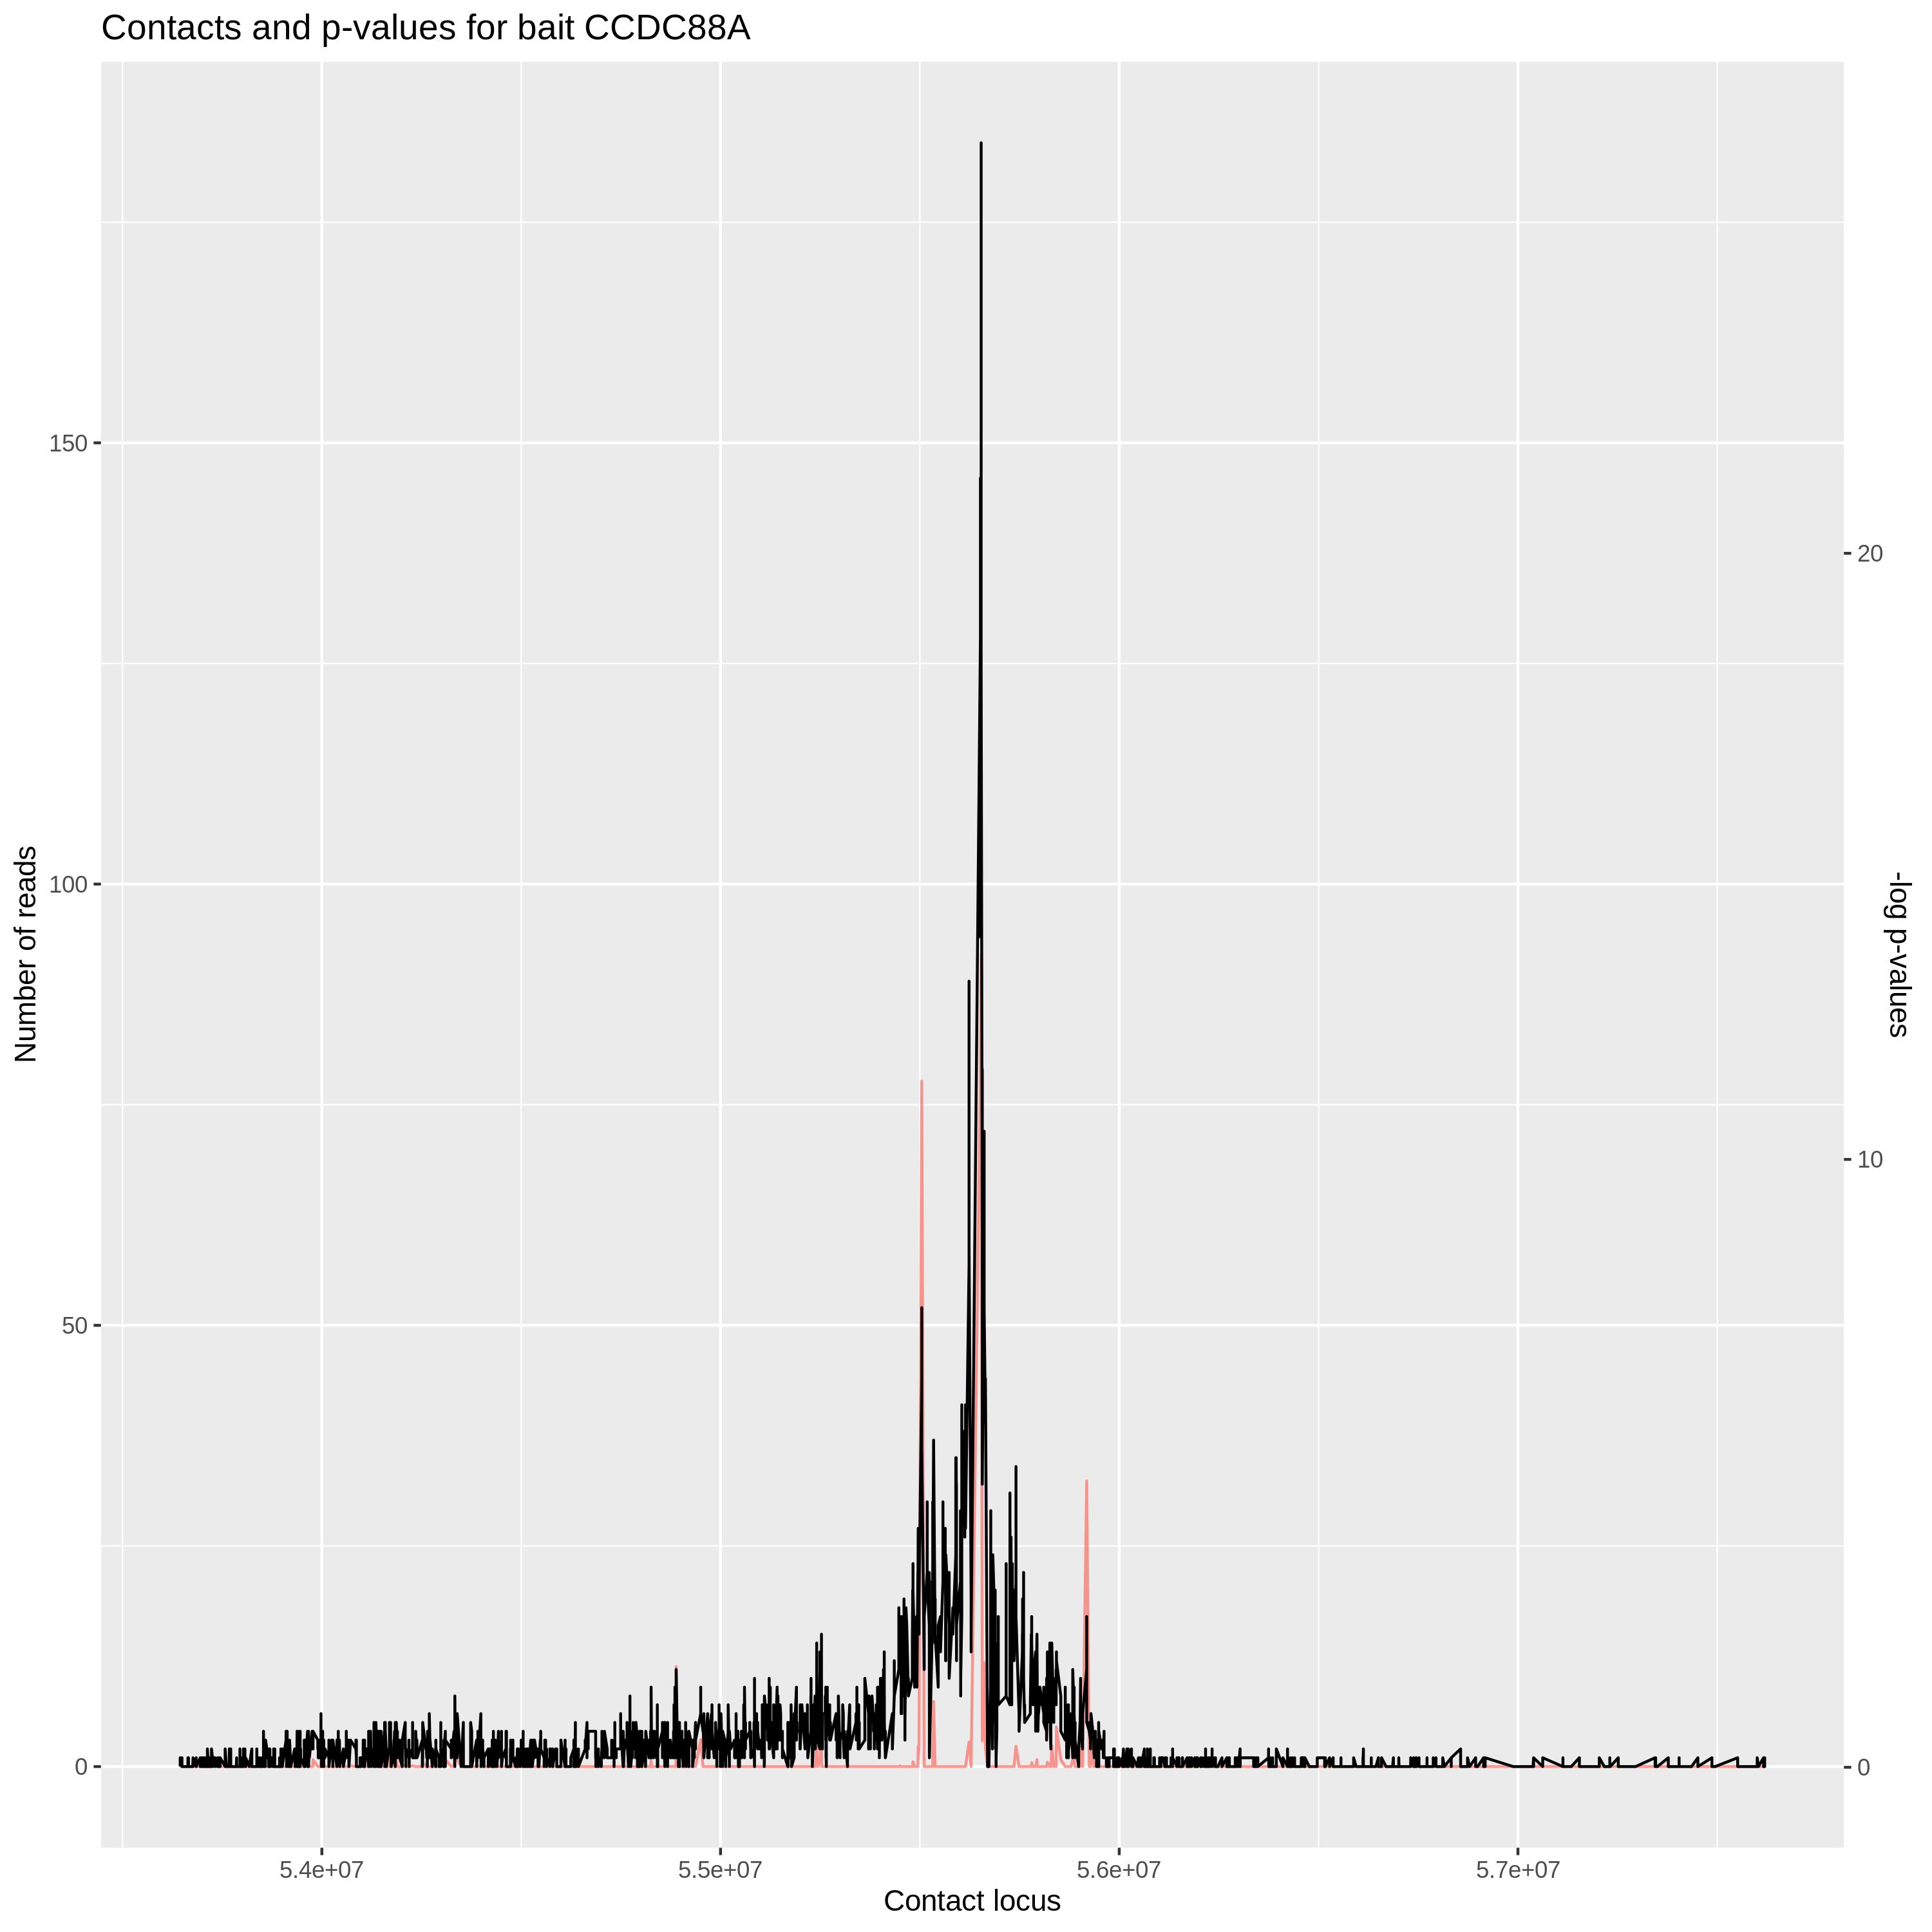 Contacts and p-values for bait CCDC88A
Number of reads
150
100
50
0
20
10
0
-log p-values
5.4e+07
5.5e+07
5.6e+07
5.7e+07
Contact locus